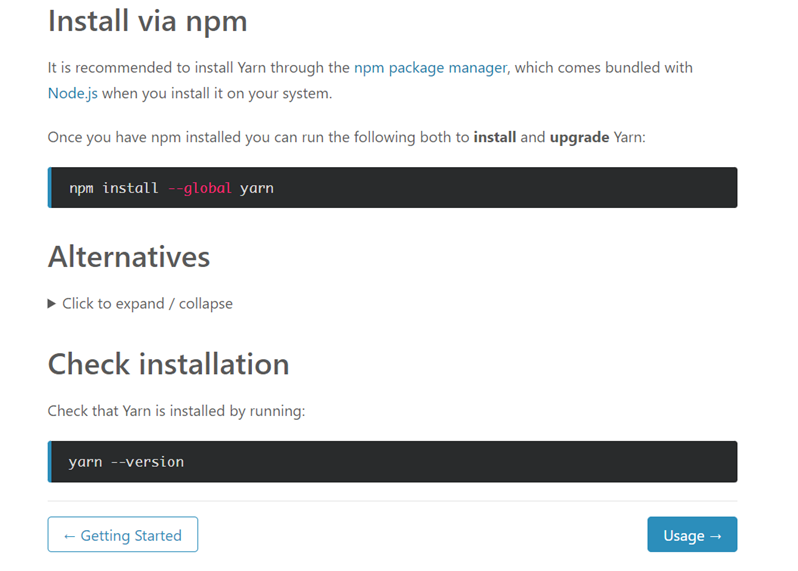 Install via npm
It is recommended to install Yarn through the npm package manager, which comes bundled with
Node.js when you install it on your system.
Once you have npm installed you can run the following both to install and upgrade Yarn:
npm install --global yarn
Alternatives
▶ Click to expand / collapse
Check installation
Check that Yarn is installed by running:
yarn --version
← Getting Started
Usage →